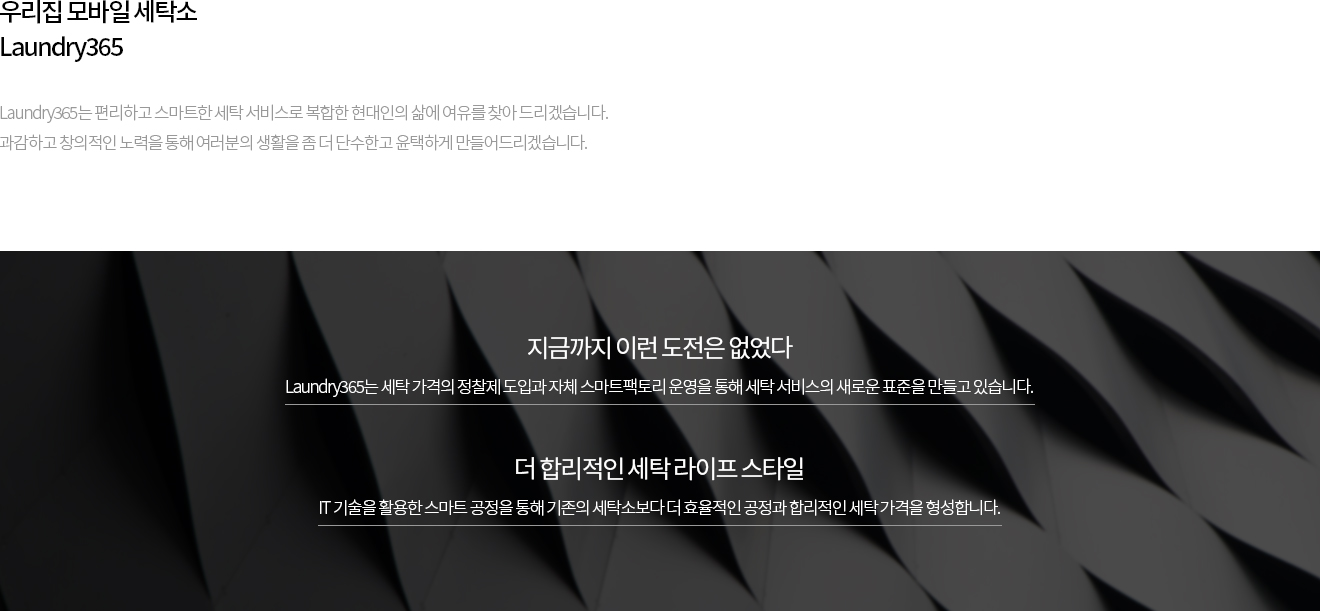 우리집 모바일 세탁소
Laundry365
Laundry365는 편리하고 스마트한 세탁 서비스로 복합한 현대인의 삶에 여유를 찾아 드리겠습니다.
과감하고 창의적인 노력을 통해 여러분의 생활을 좀 더 단수한고 윤택하게 만들어드리겠습니다.
지금까지 이런 도전은 없었다
Laundry365는 세탁 가격의 정찰제 도입과 자체 스마트팩토리 운영을 통해 세탁 서비스의 새로운 표준을 만들고 있습니다.
더 합리적인 세탁 라이프 스타일
IT 기술을 활용한 스마트 공정을 통해 기존의 세탁소보다 더 효율적인 공정과 합리적인 세탁 가격을 형성합니다.